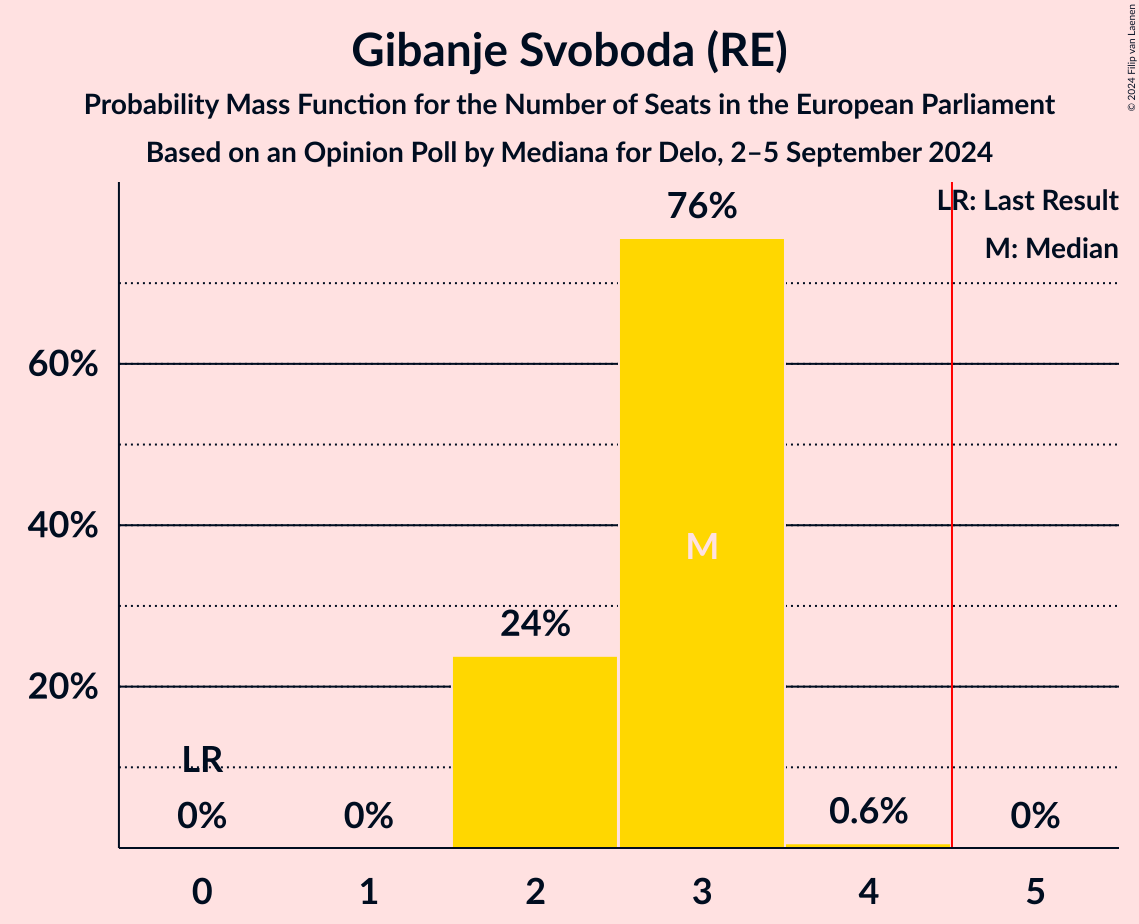 Gibanje Svoboda (RE)
Probability Mass Function for the Number of Seats in the European Parliament
Based on an Opinion Poll by Mediana for Delo, 2–5 September 2024
© 2024 Filip van Laenen
LR: Last Result
M: Median
76%
60%
40%
M
24%
20%
LR
0%
0%
0.6%
0%
0
1
2
3
4
5